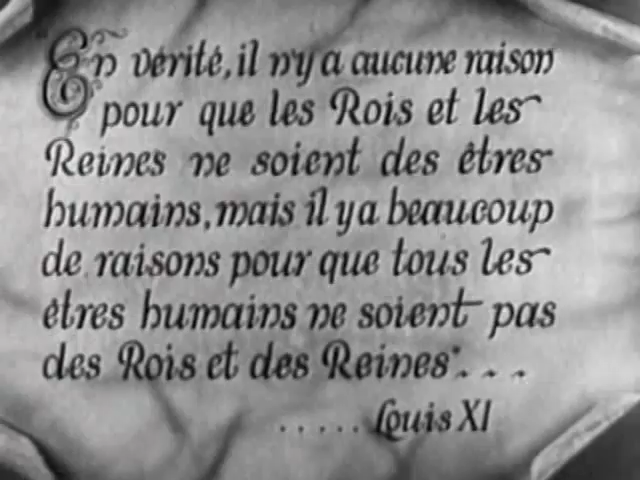 "En vérité, il n'y a aucune raison
pour que les Rois et les
Reines ne soient des êtres
humains, mais il y a beaucoup
de raisons pour que tous les
êtres humains ne soient pas
des Rois et des Reines"...
.....Louis XI